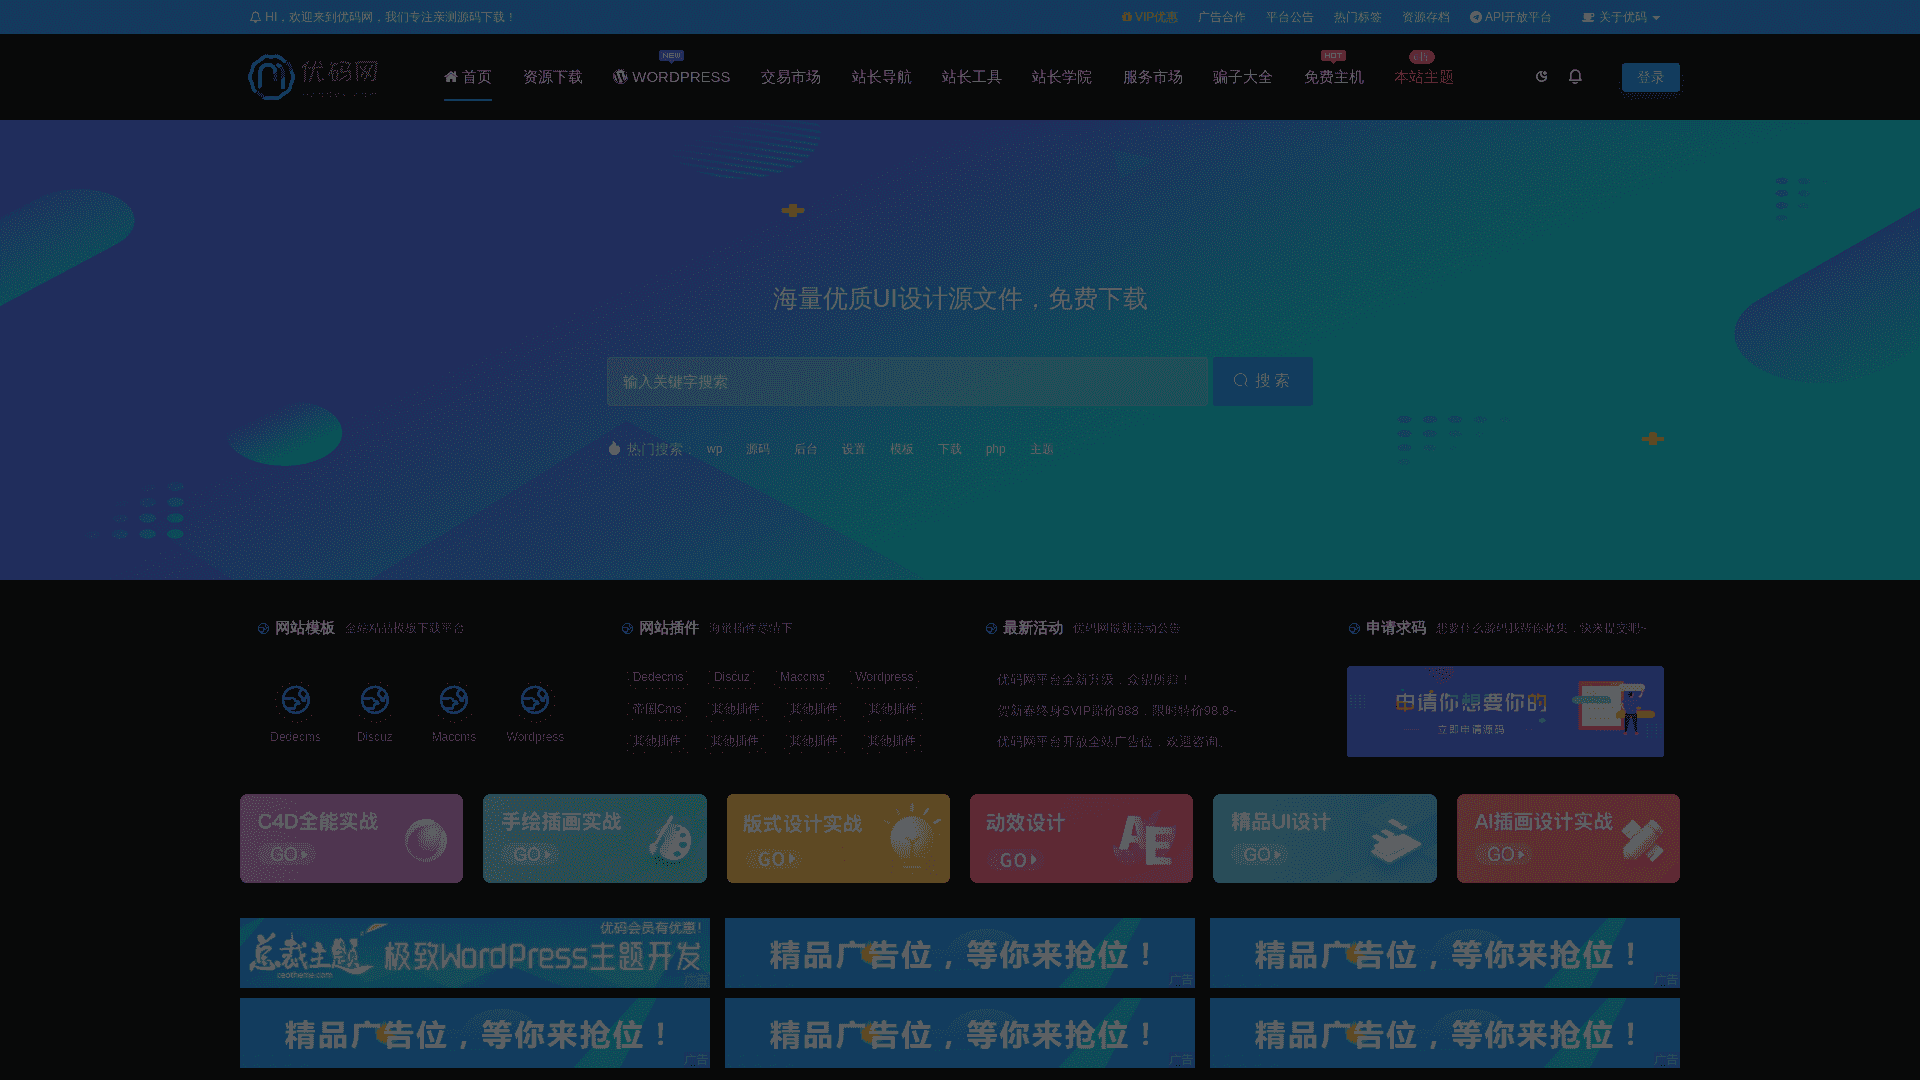 HI，欢迎来到优码网，我们专注亲测源码下载！
VIP优惠 广告合作 平台公告 热门标签 资源存档 API开放平台 关于优码
优码网
首页 资源下载 NEW WORDPRESS 交易市场 站长导航 站长工具 站长学院 服务市场 骗子大全 HOT 免费主机 本站主题
登录
海量优质UI设计源文件，免费下载
输入关键字搜索
搜 索
热门搜索： wp 源码 后台 设置 模板 下载 php 主题
网站模板 全站精品模板下载平台
网站插件 海量插件尽情下
最新活动 优码网最新活动公告
申请求码 想要什么源码我帮你收集，快来提交吧~
Dedecms Discuz Maccms Wordpress
Dedecms Discuz Maccms Wordpress
帝国Cms 其他插件 其他插件 其他插件
其他插件 其他插件 其他插件 其他插件
优码网平台全新升级，众望所归！
贺新春终身SVIP原价988，限时特价98.8~
优码网平台开放全站广告位，欢迎咨询。
申请你想要你的
立即申请源码
C4D全能实战
GO
手绘插画实战
GO
版式设计实战
GO
动效设计
GO
AE
精品UI设计
GO
AI插画设计实战
GO
优码会员有优惠!
总裁主题 极致WordPress主题开发
ceotheme.com
广告
精品广告位，等你来抢位！
广告
精品广告位，等你来抢位！
广告
精品广告位，等你来抢位！
广告
精品广告位，等你来抢位！
广告
精品广告位，等你来抢位！
广告